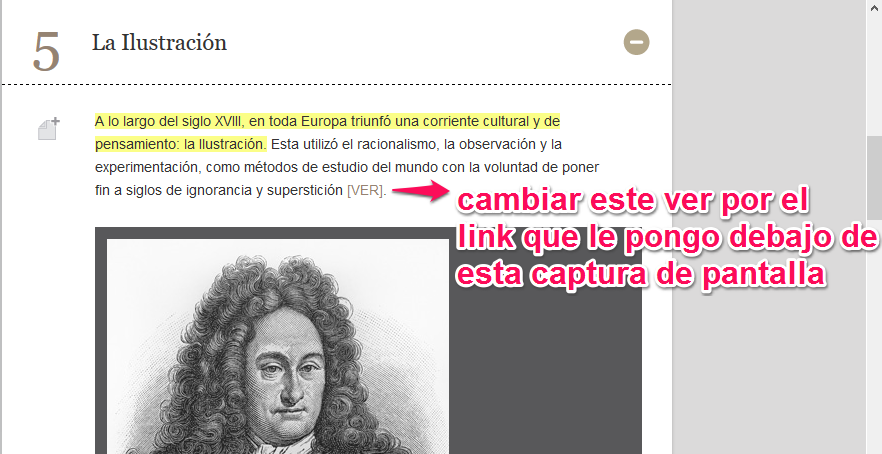 5 La Ilustración
A lo largo del siglo XVIII, en toda Europa triunfó una corriente cultural y de
pensamiento: la Ilustración. Esta utilizó el racionalismo, la observación y la
experimentación, como métodos de estudio del mundo con la voluntad de poner
fin a siglos de ignorancia y superstición [VER].
cambiar este ver por el
link que le pongo debajo de
esta captura de pantalla